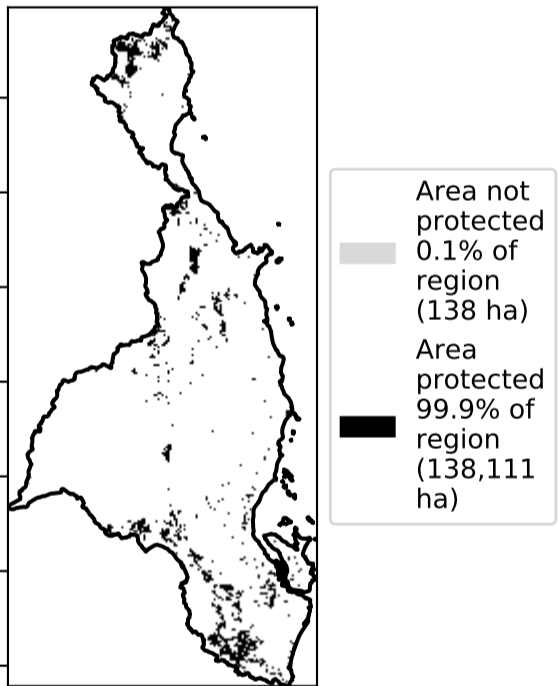 Area not
protected
0.1% of
region
(138 ha)
Area
protected
99.9% of
region
(138,111
ha)